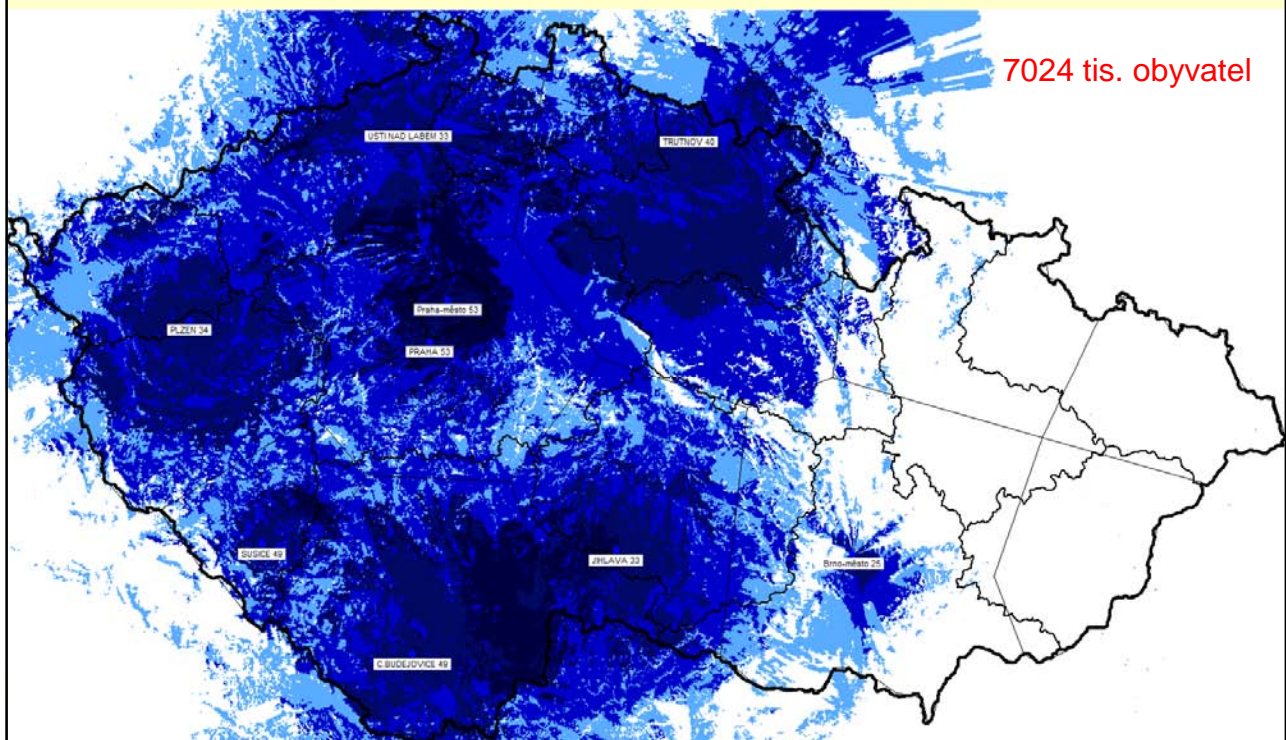 7024 tis. obyvatel
USTI NAD LABEM 33
TRUTNOV 40
Praha-město 53
PLZEN 34
PRAHA 53
SUSICE 49
JIHLAVA 33
Brno-město 25
C.BUDEJOVICE 49